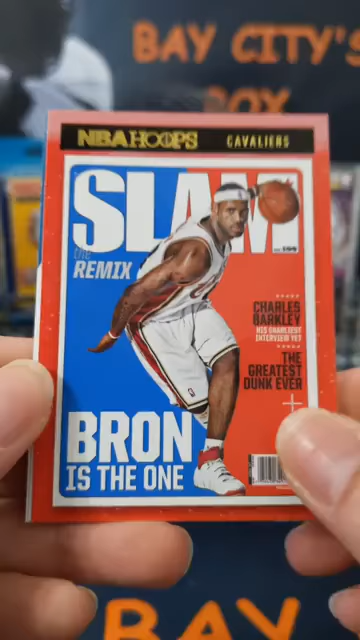 BAY CITY'S
BOX
NBA HOOPS CAVALIERS
SLAM
THE
REMIX
CHARLES
BARKLEY
HIS GNARLIEST
INTERVIEW YET
THE
GREATEST
DUNK EVER
BRON
IS THE ONE
BAY